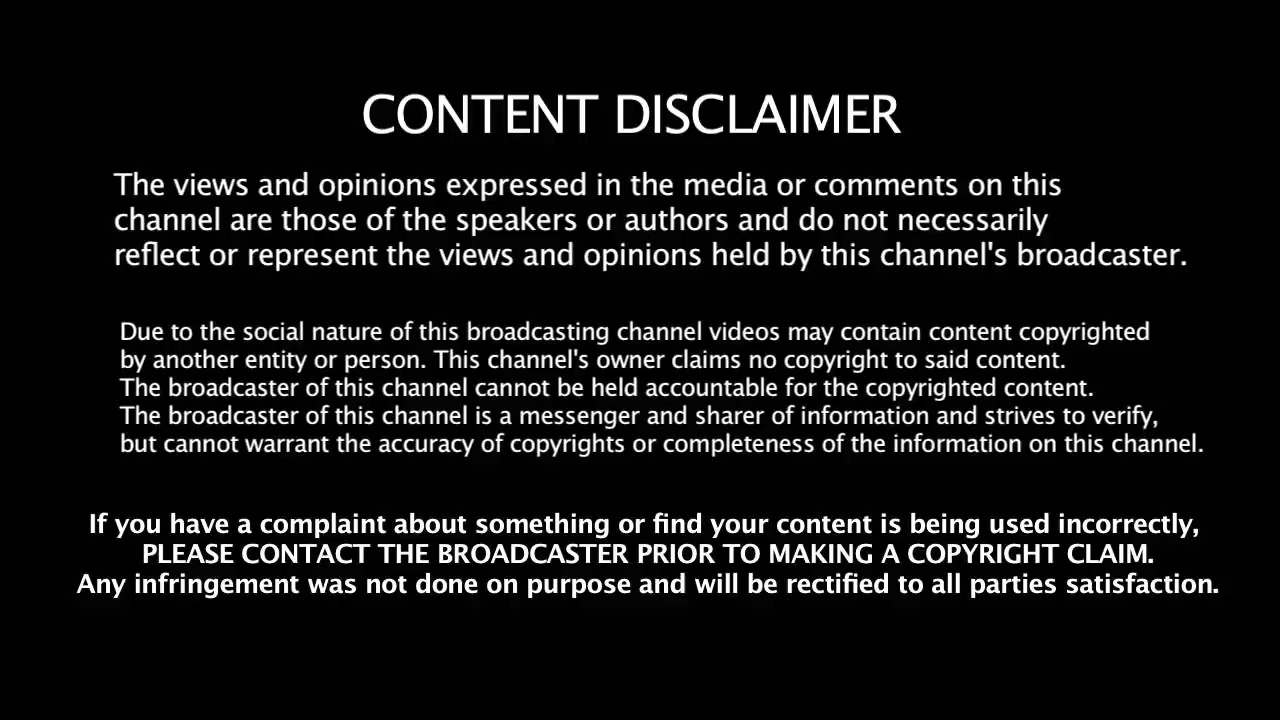 CONTENT DISCLAIMER
The views and opinions expressed in the media or comments on this
channel are those of the speakers or authors and do not necessarily
reflect or represent the views and opinions held by this channel's broadcaster.
Due to the social nature of this broadcasting channel videos may contain content copyrighted
by another entity or person. This channel's owner claims no copyright to said content.
The broadcaster of this channel cannot be held accountable for the copyrighted content.
The broadcaster of this channel is a messenger and sharer of information and strives to verify,
but cannot warrant the accuracy of copyrights or completeness of the information on this channel.
If you have a complaint about something or find your content is being used incorrectly,
PLEASE CONTACT THE BROADCASTER PRIOR TO MAKING A COPYRIGHT CLAIM.
Any infringement was not done on purpose and will be rectified to all parties satisfaction.